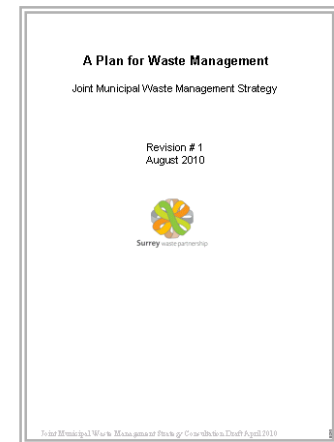 A Plan for Waste Management
Joint Municipal Waste Management Strategy
Revision # 1
August 2010
Surrey waste partnership
Joint Municipal Waste Management Strategy Consultation Draft April 2010